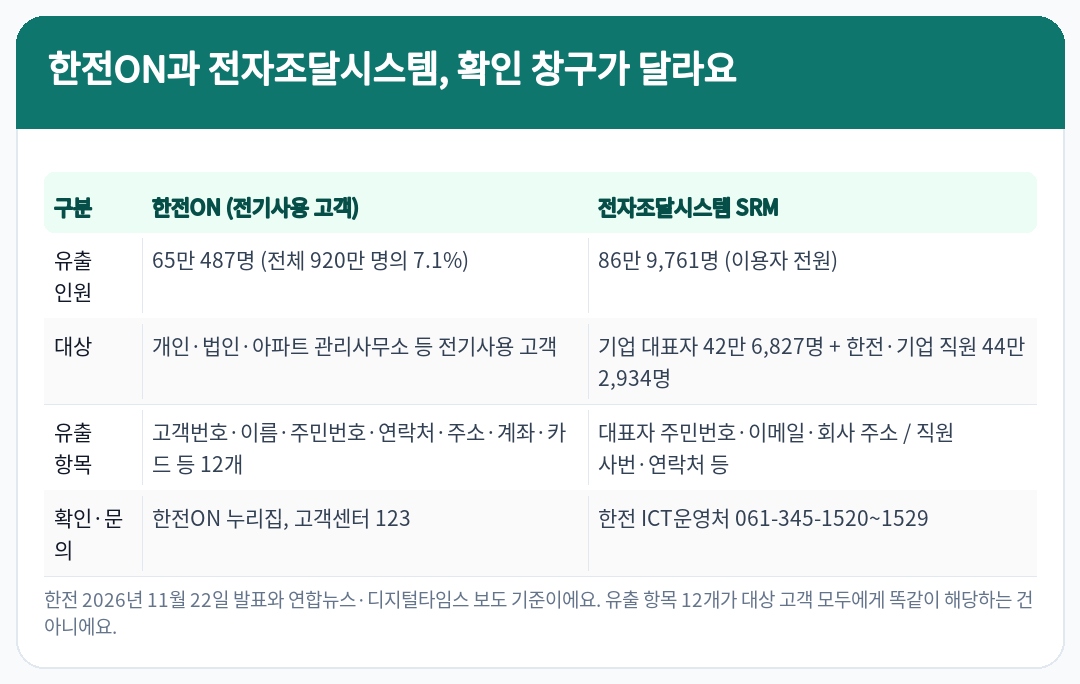 한전ON과 전자조달시스템, 확인 창구가 달라요
구분 한전ON (전기사용 고객) 전자조달시스템 SRM
유출 인원 65만 487명 (전체 920만 명의 7.1%) 86만 9,761명 (이용자 전원)
대상 개인·법인·아파트 관리사무소 등 전기사용 고객 기업 대표자 42만 6,827명 + 한전·기업 직원 44만 2,934명
유출 항목 고객번호·이름·주민번호·연락처·주소·계좌·카드 등 12개 대표자 주민번호·이메일·회사 주소 / 직원 사번·연락처 등
확인·문의 한전ON 누리집, 고객센터 123 한전 ICT운영처 061-345-1520~1529
한전 2026년 11월 22일 발표와 연합뉴스·디지털타임스 보도 기준이에요. 유출 항목 12개가 대상 고객 모두에게 똑같이 해당하는 건
아니에요.